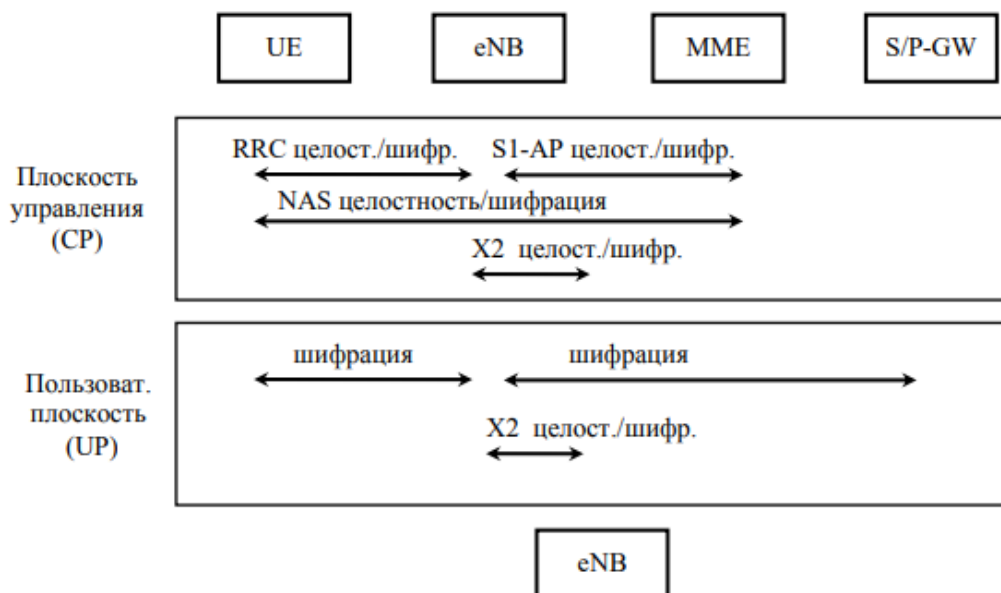 UE
eNB
MME
S/P-GW
Плоскость
управления
(CP)
RRC целост./шифр.
S1-AP целост./шифр.
NAS целостность/шифрация
X2 целост./шифр.
Пользоват.
плоскость
(UP)
шифрация
шифрация
X2 целост./шифр.
eNB